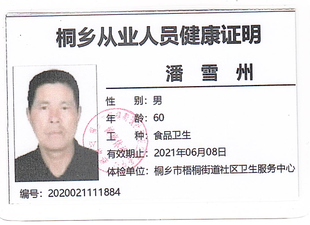 桐乡从业人员健康证明
潘雪州
性 别：男
年 龄：60
工 种：食品卫生
有效期止：2021年06月08日
体检单位：桐乡市梧桐街道社区卫生服务中心
编号：2020021111884